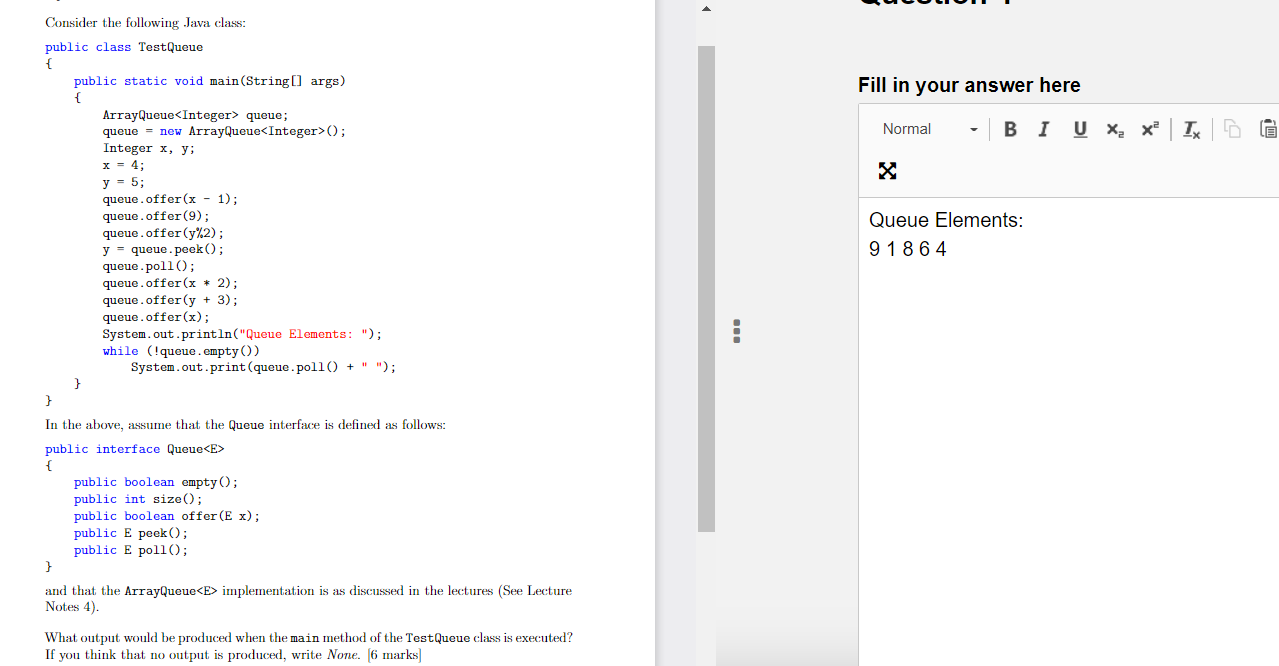 Consider the following Java class:
public class TestQueue
{
    public static void main(String[] args)
    {
        ArrayQueue<Integer> queue;
        queue = new ArrayQueue<Integer>();
        Integer x, y;
        x = 4;
        y = 5;
        queue.offer(x - 1);
        queue.offer(9);
        queue.offer(y%2);
        y = queue.peek();
        queue.poll();
        queue.offer(x * 2);
        queue.offer(y + 3);
        queue.offer(x);
        System.out.println("Queue Elements: ");
        while (!queue.empty())
            System.out.print(queue.poll() + " ");
    }
}
In the above, assume that the Queue interface is defined as follows:
public interface Queue<E>
{
    public boolean empty();
    public int size();
    public boolean offer(E x);
    public E peek();
    public E poll();
}
and that the ArrayQueue<E> implementation is as discussed in the lectures (See Lecture
Notes 4).
What output would be produced when the main method of the TestQueue class is executed?
If you think that no output is produced, write None. [6 marks]
Fill in your answer here
Normal
B I U x₂ x² Tx
Queue Elements:
9 1 8 6 4